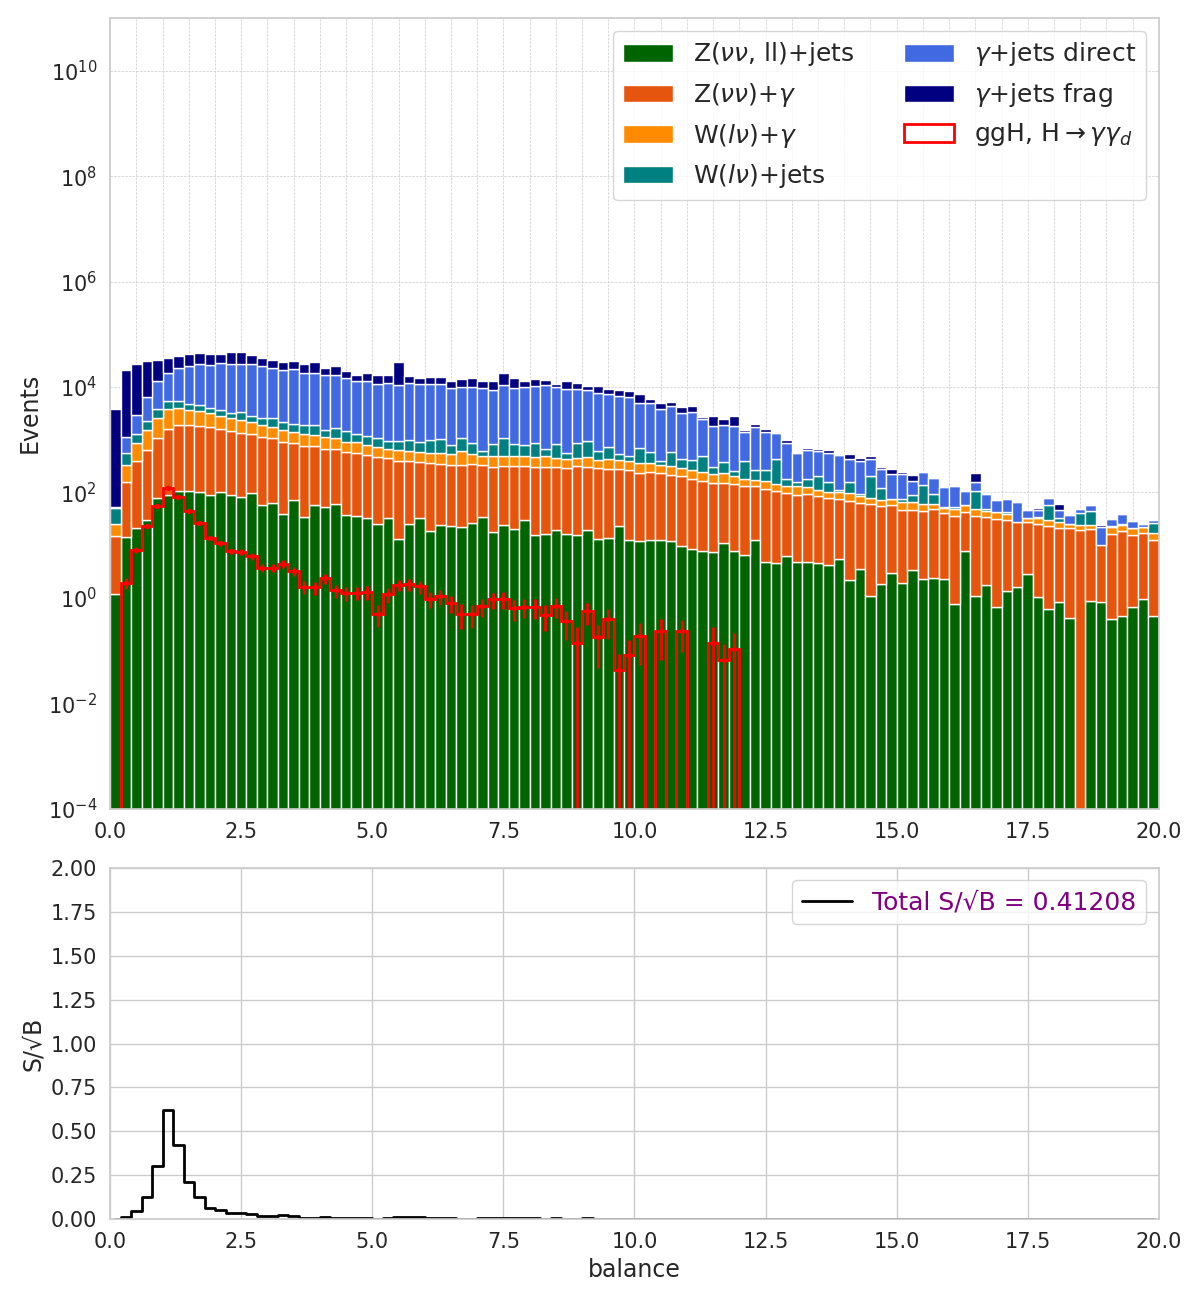 Z(νν, ll)+jets
Z(νν)+γ
W(lν)+γ
W(lν)+jets
γ+jets direct
γ+jets frag
ggH, H→γγ_d
Events
10^10
10^8
10^6
10^4
10^2
10^0
10^−2
10^−4
0.0 2.5 5.0 7.5 10.0 12.5 15.0 17.5 20.0
Total S/√B = 0.41208
S/√B
2.00
1.75
1.50
1.25
1.00
0.75
0.50
0.25
0.00
0.0 2.5 5.0 7.5 10.0 12.5 15.0 17.5 20.0
balance